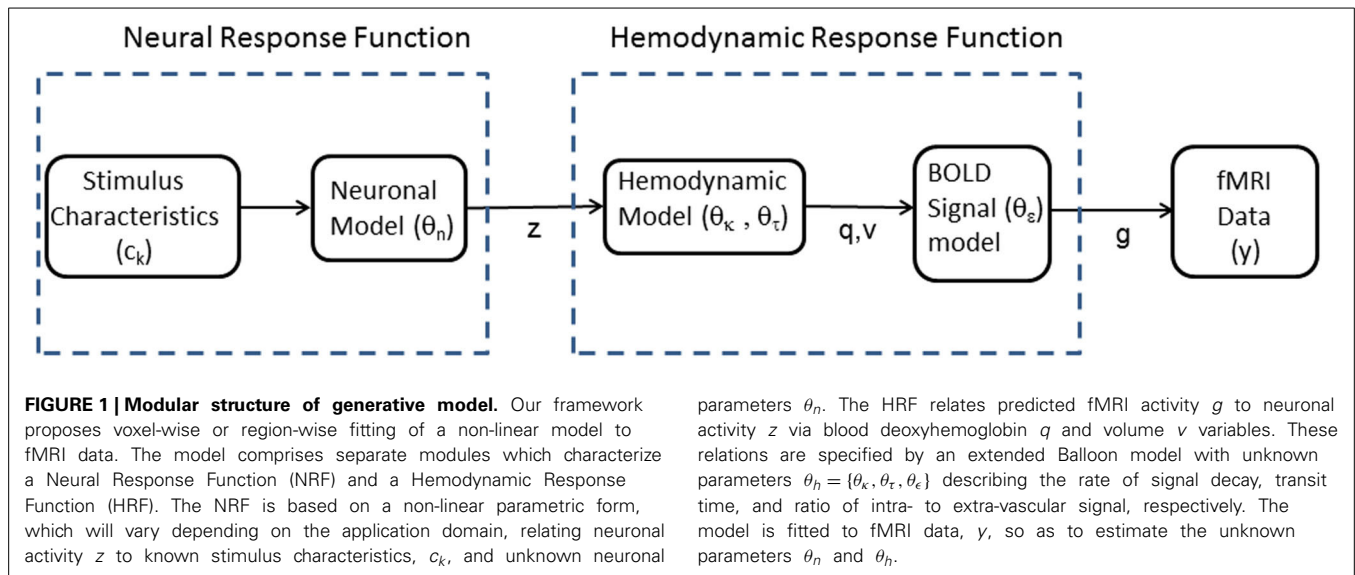 Neural Response Function
Hemodynamic Response Function
Stimulus
Characteristics
(cₖ)
Neuronal
Model (θₙ)
z
Hemodynamic
Model (θ_κ , θ_τ)
q,v
BOLD
Signal (θ_ε)
model
g
fMRI
Data
(y)
FIGURE 1 | Modular structure of generative model. Our framework
proposes voxel-wise or region-wise fitting of a non-linear model to
fMRI data. The model comprises separate modules which characterize
a Neural Response Function (NRF) and a Hemodynamic Response
Function (HRF). The NRF is based on a non-linear parametric form,
which will vary depending on the application domain, relating neuronal
activity z to known stimulus characteristics, cₖ, and unknown neuronal
parameters θₙ. The HRF relates predicted fMRI activity g to neuronal
activity z via blood deoxyhemoglobin q and volume v variables. These
relations are specified by an extended Balloon model with unknown
parameters θₕ = {θ_κ, θ_τ, θ_ϵ} describing the rate of signal decay, transit
time, and ratio of intra- to extra-vascular signal, respectively. The
model is fitted to fMRI data, y, so as to estimate the unknown
parameters θₙ and θₕ.